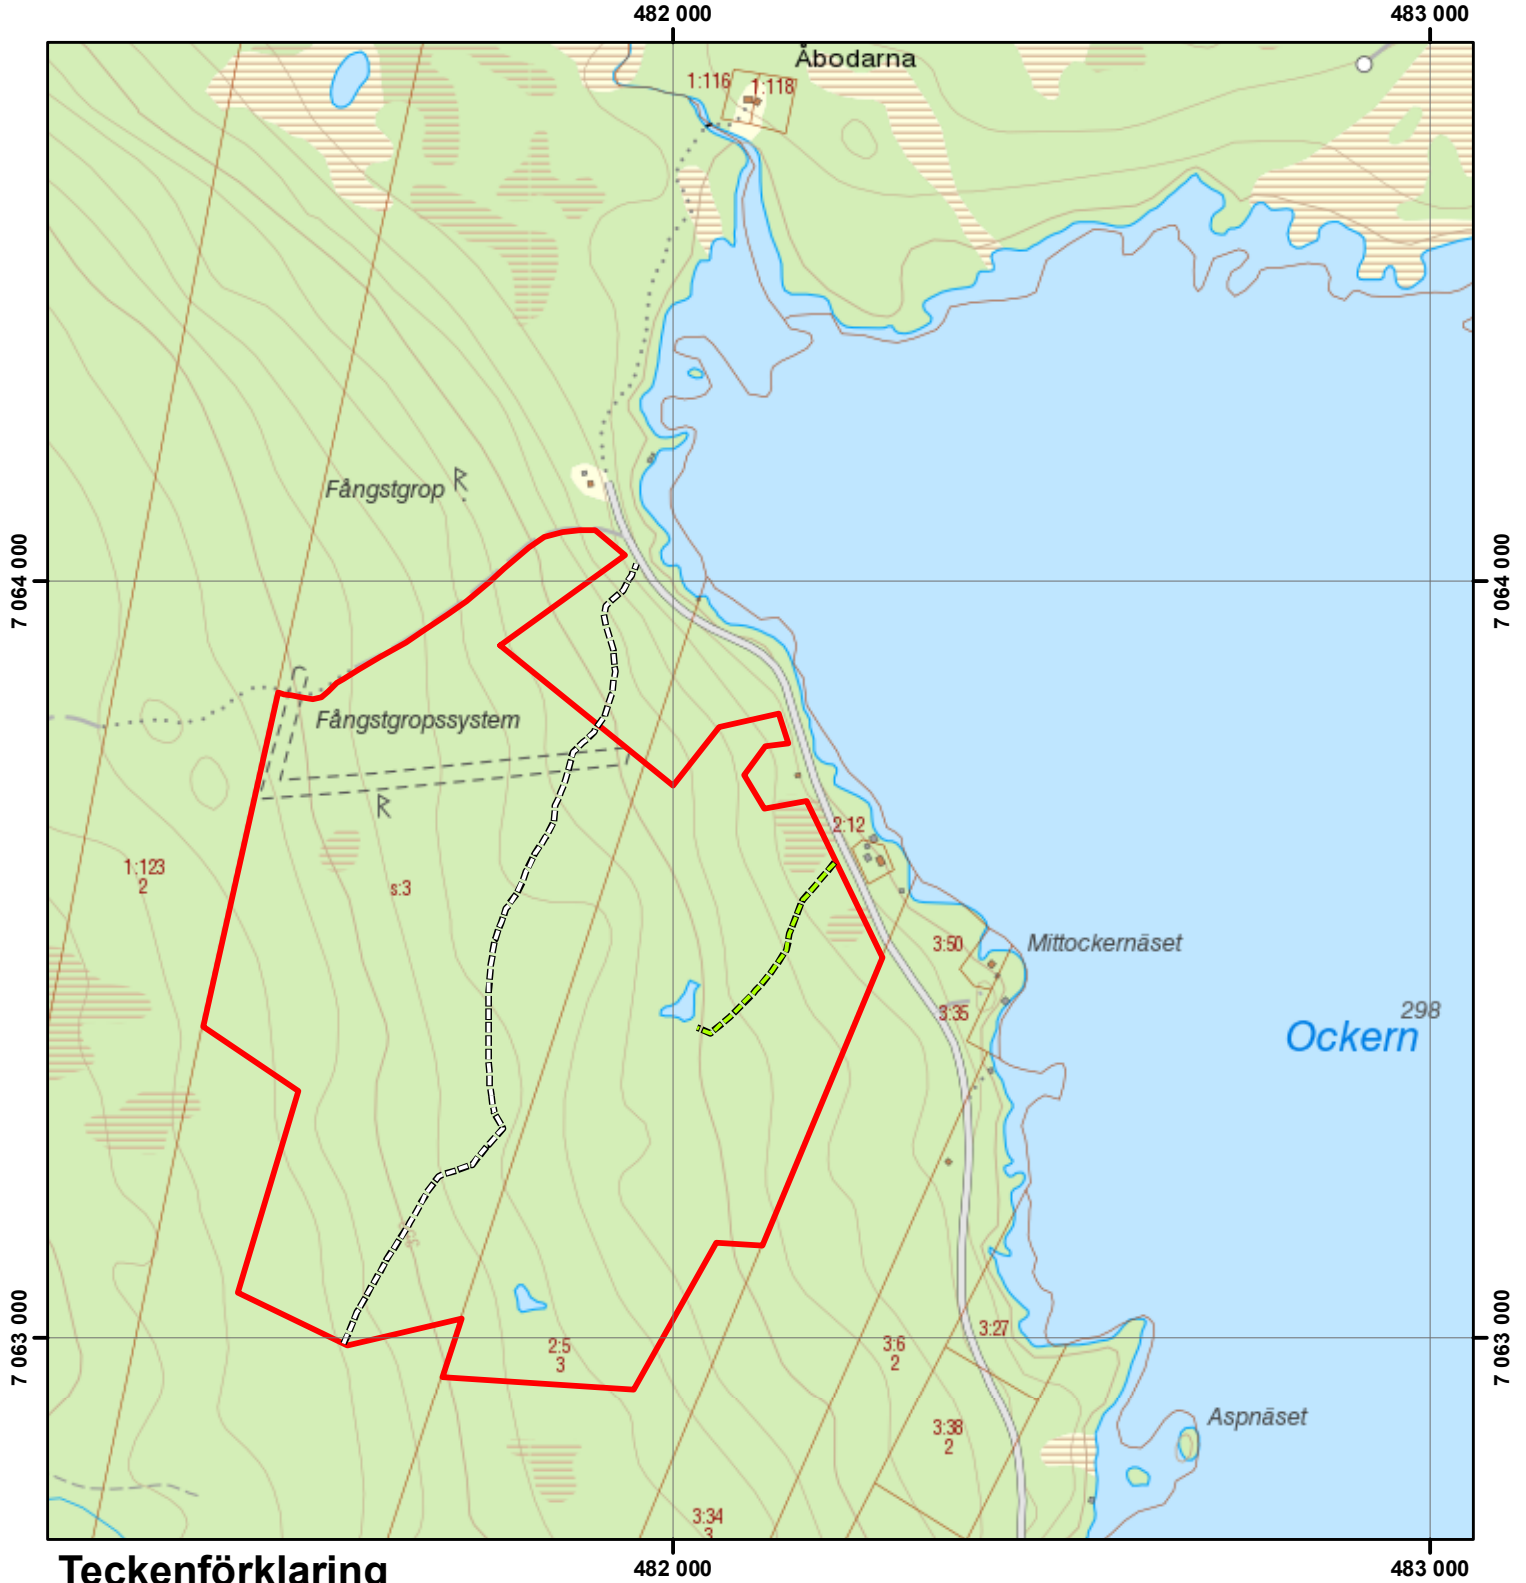 482 000
483 000
Åbodarna
1:116
1:118
Fångstgrop
R
7 064 000
7 064 000
Fångstgropssystem
R
2:12
1:123
2
s:3
3:50
Mittockernäset
298
3:35
Ockern
7 063 000
7 063 000
3:27
2:5
3
3:6
2
Aspnäset
3:38
2
3:34
3
482 000
483 000
Teckenförklaring